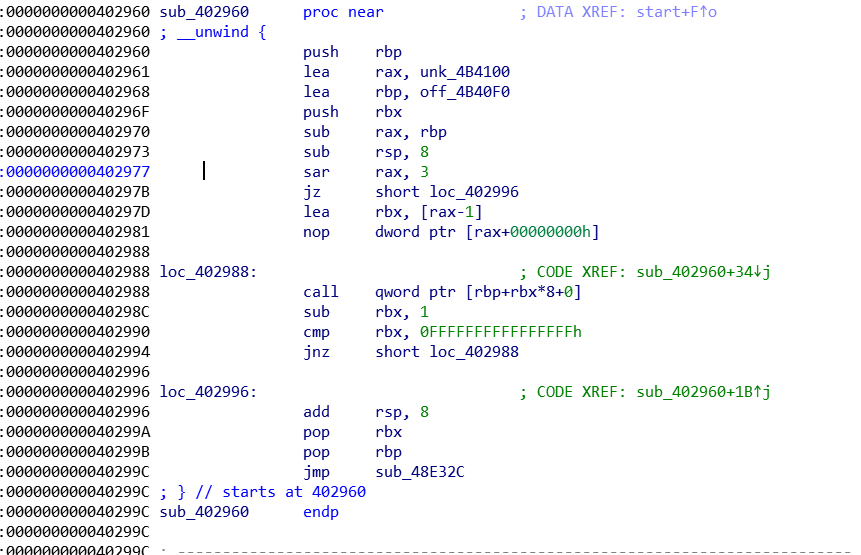 :0000000000402960 sub_402960 proc near ; DATA XREF: start+F↑o
:0000000000402960 ; __unwind {
:0000000000402960 push rbp
:0000000000402961 lea rax, unk_4B4100
:0000000000402968 lea rbp, off_4B40F0
:000000000040296F push rbx
:0000000000402970 sub rax, rbp
:0000000000402973 sub rsp, 8
:0000000000402977 sar rax, 3
:000000000040297B jz short loc_402996
:000000000040297D lea rbx, [rax-1]
:0000000000402981 nop dword ptr [rax+00000000h]
:0000000000402988
:0000000000402988 loc_402988: ; CODE XREF: sub_402960+34↓j
:0000000000402988 call qword ptr [rbp+rbx*8+0]
:000000000040298C sub rbx, 1
:0000000000402990 cmp rbx, 0FFFFFFFFFFFFFFFFh
:0000000000402994 jnz short loc_402988
:0000000000402996
:0000000000402996 loc_402996: ; CODE XREF: sub_402960+1B↑j
:0000000000402996 add rsp, 8
:000000000040299A pop rbx
:000000000040299B pop rbp
:000000000040299C jmp sub_48E32C
:000000000040299C ; } // starts at 402960
:000000000040299C sub_402960 endp
:000000000040299C
:000000000040299C ; ---------------------------------------------------------------------------